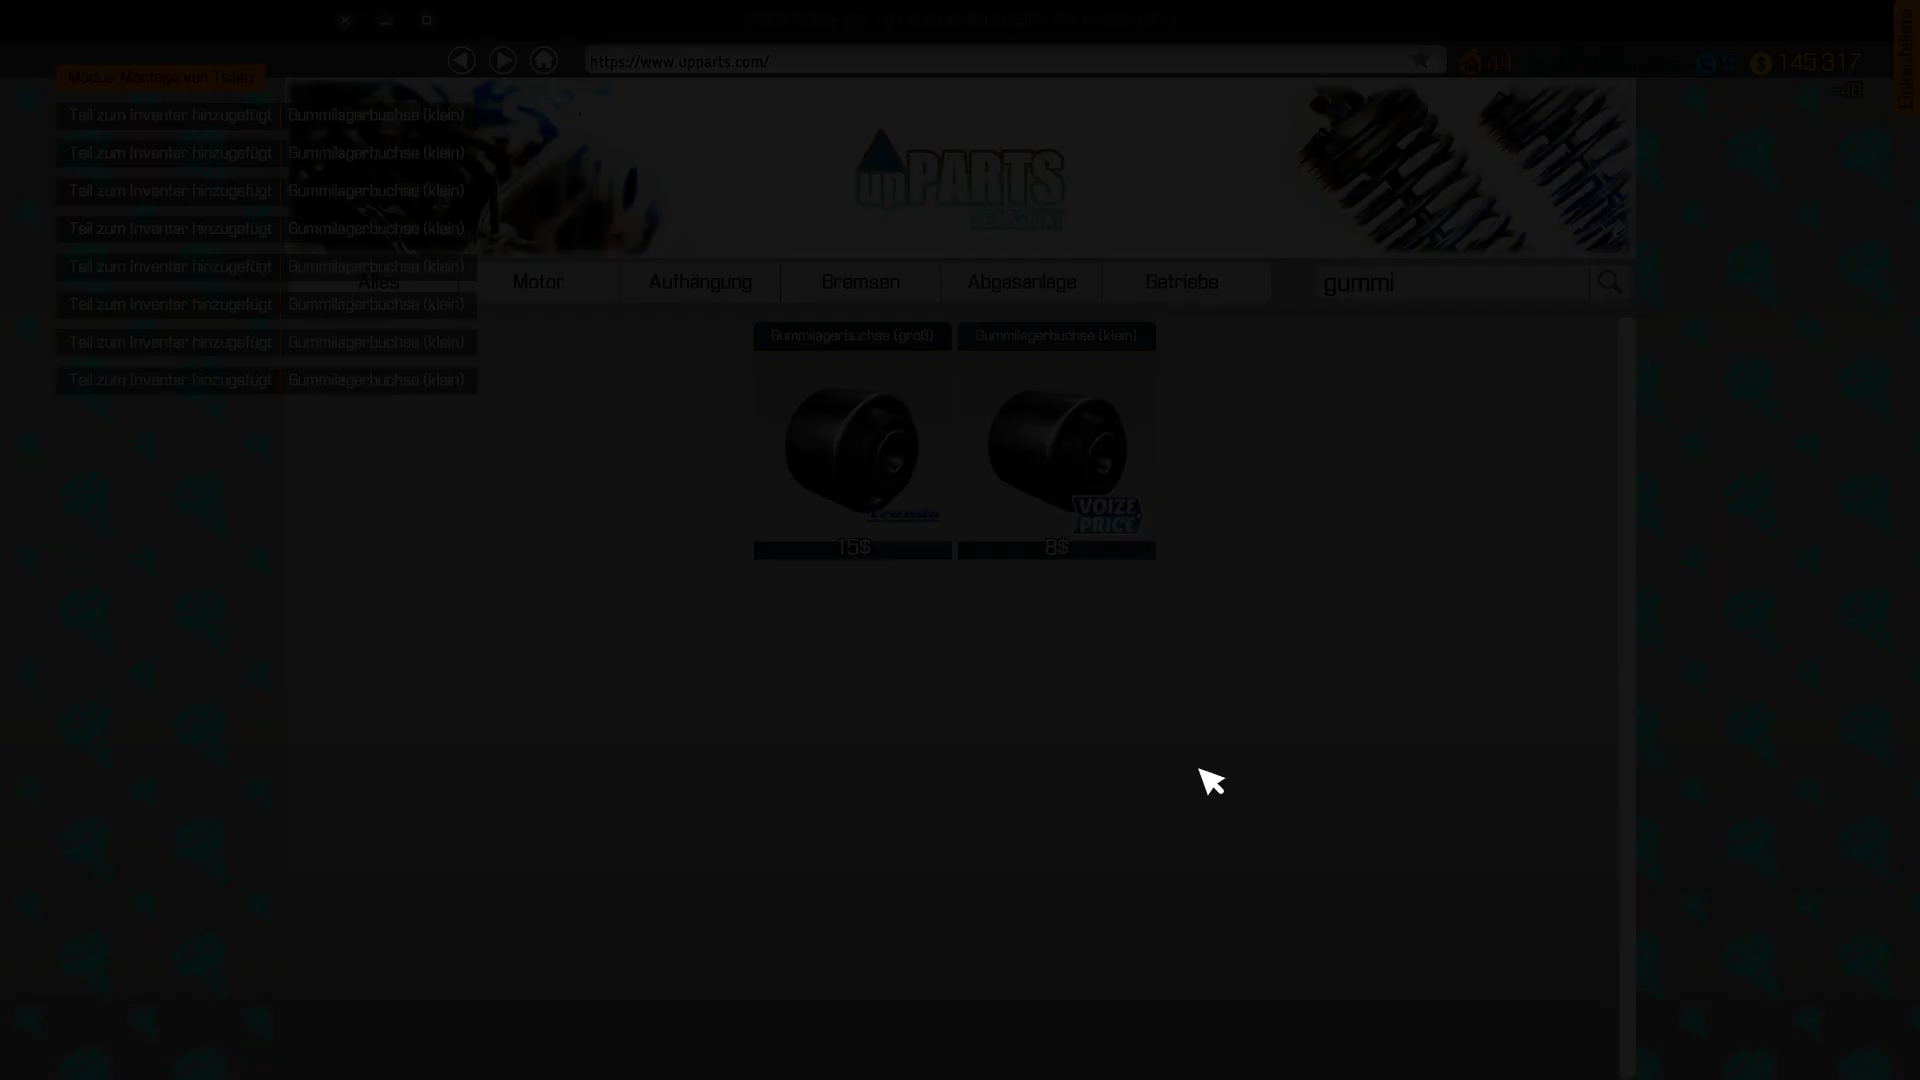 https://www.upparts.com/
44
5
145,317
Einkaufsliste
Modus: Montage von Teilen
Teil zum Inventar hinzugefügt Gummilagerbuchse (klein)
Teil zum Inventar hinzugefügt Gummilagerbuchse (klein)
Teil zum Inventar hinzugefügt Gummilagerbuchse (klein)
Teil zum Inventar hinzugefügt Gummilagerbuchse (klein)
Teil zum Inventar hinzugefügt Gummilagerbuchse (klein)
Teil zum Inventar hinzugefügt Gummilagerbuchse (klein)
Teil zum Inventar hinzugefügt Gummilagerbuchse (klein)
Teil zum Inventar hinzugefügt Gummilagerbuchse (klein)
upPARTS
Alles Motor Aufhängung Bremsen Abgasanlage Getriebe gummi
Gummilagerbuchse (groß) Gummilagerbuchse (klein)
VOIZE
PRICE
15$ 8$